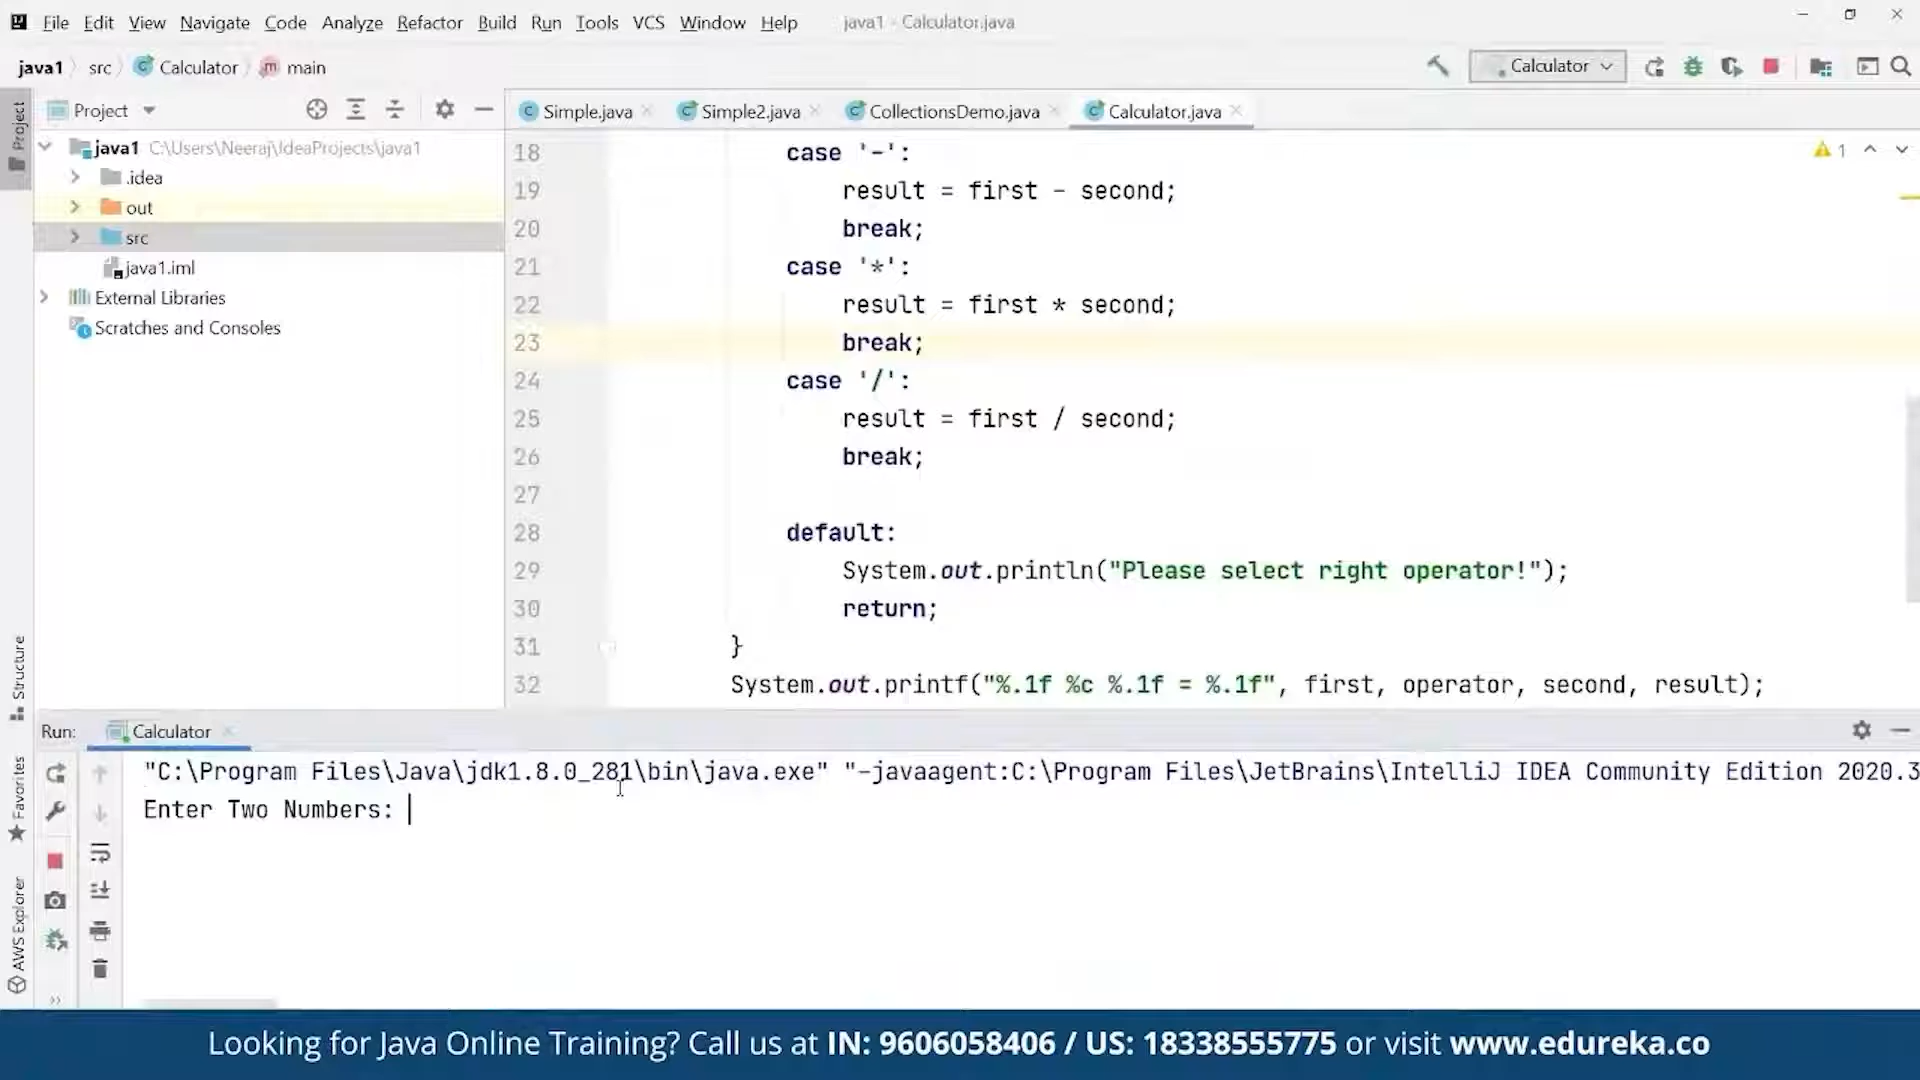 File Edit View Navigate Code Analyze Refactor Build Run Tools VCS Window Help java1 - Calculator.java
java1 src Calculator main
Calculator
Project
Simple.java Simple2.java CollectionsDemo.java Calculator.java
Project
java1 C:\Users\Neeraj\IdeaProjects\java1
.idea
out
src
java1.iml
External Libraries
Scratches and Consoles
1
18 case '-':
19 result = first - second;
20 break;
21 case '*':
22 result = first * second;
23 break;
24 case '/':
25 result = first / second;
26 break;
27
28 default:
29 System.out.println("Please select right operator!");
30 return;
31 }
32 System.out.printf("%.1f %c %.1f = %.1f", first, operator, second, result);
Structure
Favorites
AWS Explorer
Run: Calculator
"C:\Program Files\Java\jdk1.8.0_281\bin\java.exe" "-javaagent:C:\Program Files\JetBrains\IntelliJ IDEA Community Edition 2020.3
Enter Two Numbers:
Looking for Java Online Training? Call us at IN: 9606058406 / US: 18338555775 or visit www.edureka.co